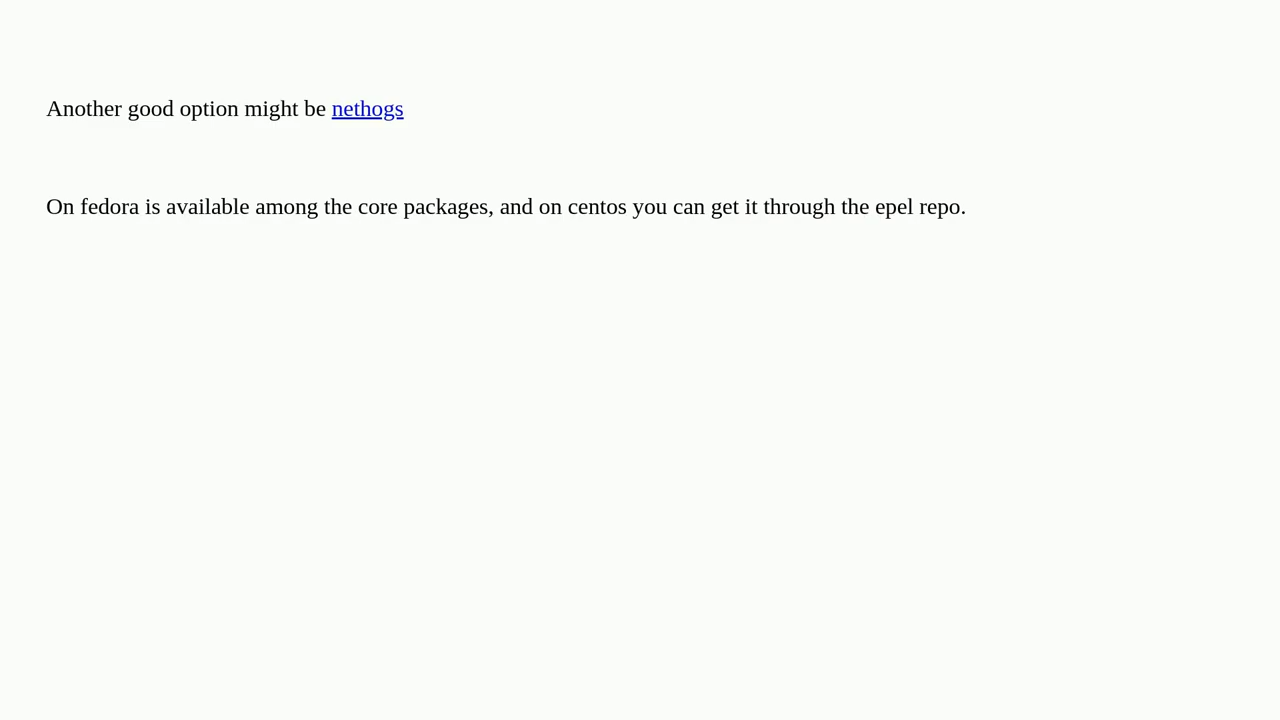 Another good option might be nethogs
On fedora is available among the core packages, and on centos you can get it through the epel repo.